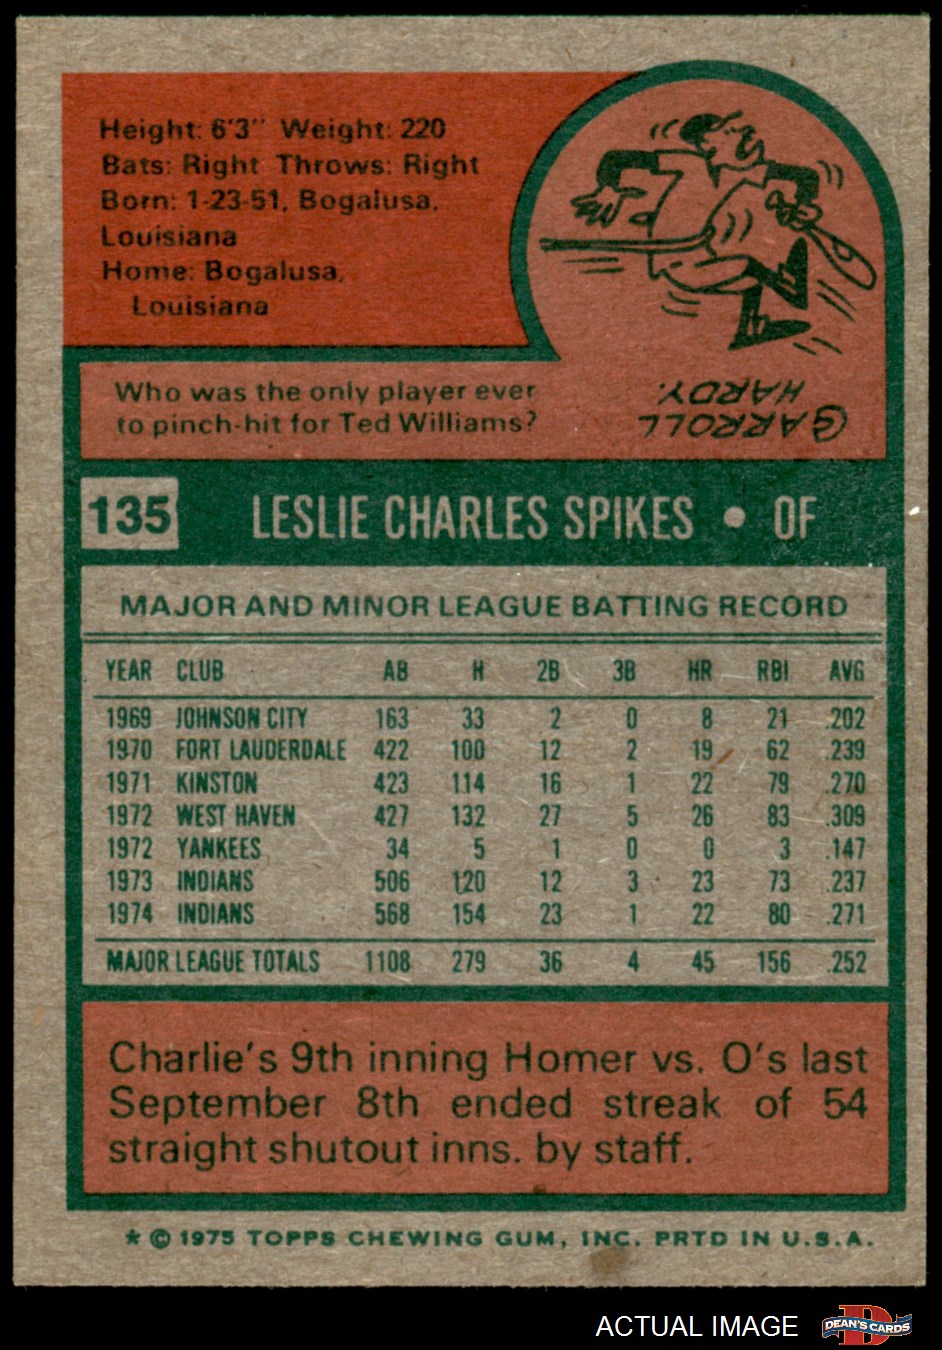 Height: 6'3" Weight: 220
Bats: Right Throws: Right
Born: 1-23-51, Bogalusa,
Louisiana
Home: Bogalusa,
Louisiana
Who was the only player ever
to pinch-hit for Ted Williams?
CARROLL
HARDY.
135 LESLIE CHARLES SPIKES • OF
MAJOR AND MINOR LEAGUE BATTING RECORD
YEAR CLUB AB H 2B 3B HR RBI AVG
1969 JOHNSON CITY 163 33 2 0 8 21 .202
1970 FORT LAUDERDALE 422 100 12 2 19 62 .239
1971 KINSTON 423 114 16 1 22 79 .270
1972 WEST HAVEN 427 132 27 5 26 83 .309
1972 YANKEES 34 5 1 0 0 3 .147
1973 INDIANS 506 120 12 3 23 73 .237
1974 INDIANS 568 154 23 1 22 80 .271
MAJOR LEAGUE TOTALS 1108 279 36 4 45 156 .252
Charlie's 9th inning Homer vs. O's last
September 8th ended streak of 54
straight shutout inns. by staff.
* © 1975 TOPPS CHEWING GUM, INC. PRTD IN U.S.A.
ACTUAL IMAGE
D
DEAN'S CARDS